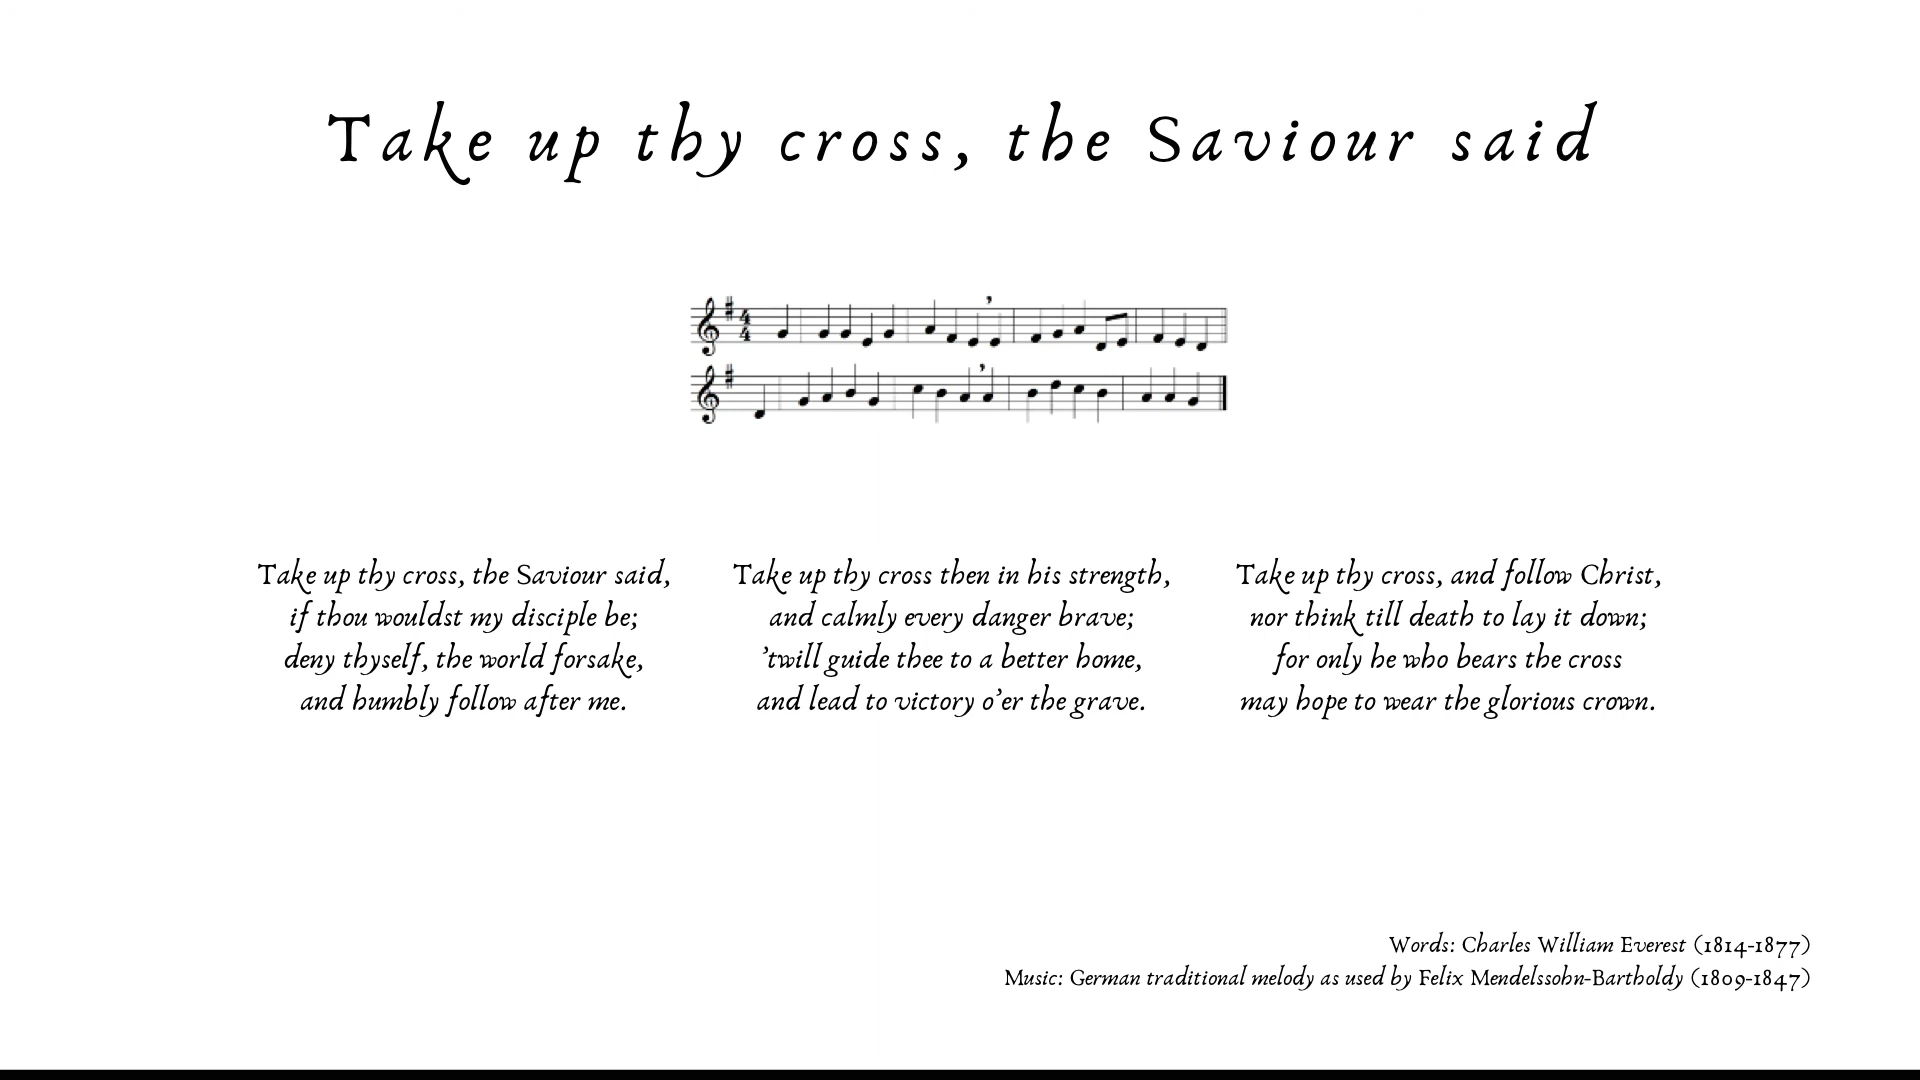 Take up thy cross, the Saviour said
4
4
Take up thy cross, the Saviour said,
if thou wouldst my disciple be;
deny thyself, the world forsake,
and humbly follow after me.
Take up thy cross then in his strength,
and calmly every danger brave;
’twill guide thee to a better home,
and lead to victory o’er the grave.
Take up thy cross, and follow Christ,
nor think till death to lay it down;
for only he who bears the cross
may hope to wear the glorious crown.
Words: Charles William Everest (1814-1877)
Music: German traditional melody as used by Felix Mendelssohn-Bartholdy (1809-1847)